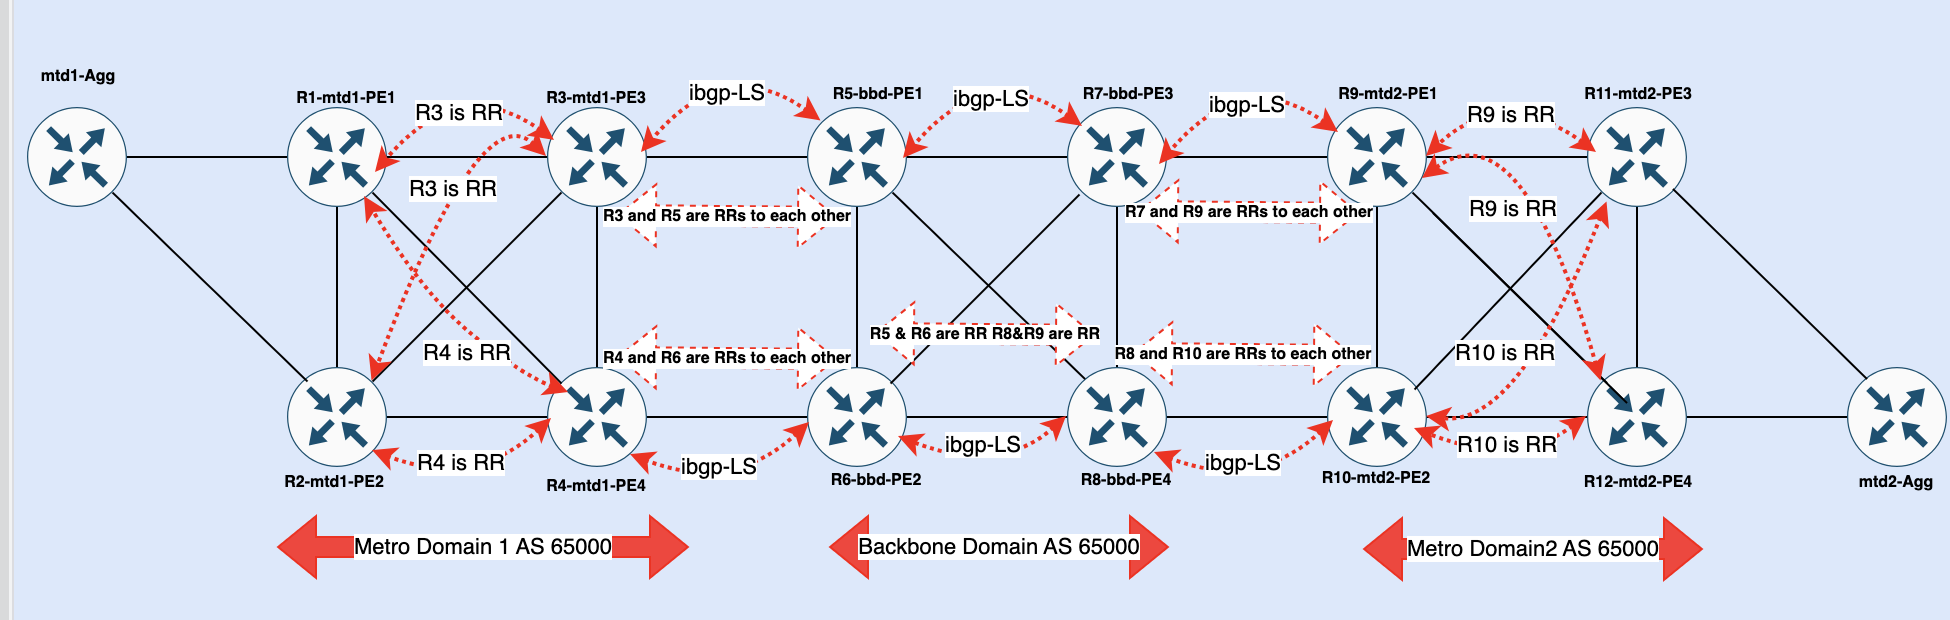 mtd1-Agg
R1-mtd1-PE1
R3 is RR
R3-mtd1-PE3
ibgp-LS
R5-bbd-PE1
ibgp-LS
R7-bbd-PE3
ibgp-LS
R9-mtd2-PE1
R9 is RR
R11-mtd2-PE3
R3 is RR
R3 and R5 are RRs to each other
R7 and R9 are RRs to each other
R9 is RR
R4 is RR
R4 and R6 are RRs to each other
R5 & R6 are RR R8&R9 are RR
R8 and R10 are RRs to each other
R10 is RR
R2-mtd1-PE2
R4 is RR
R4-mtd1-PE4
ibgp-LS
R6-bbd-PE2
ibgp-LS
R8-bbd-PE4
ibgp-LS
R10-mtd2-PE2
R10 is RR
R12-mtd2-PE4
mtd2-Agg
Metro Domain 1 AS 65000
Backbone Domain AS 65000
Metro Domain2 AS 65000